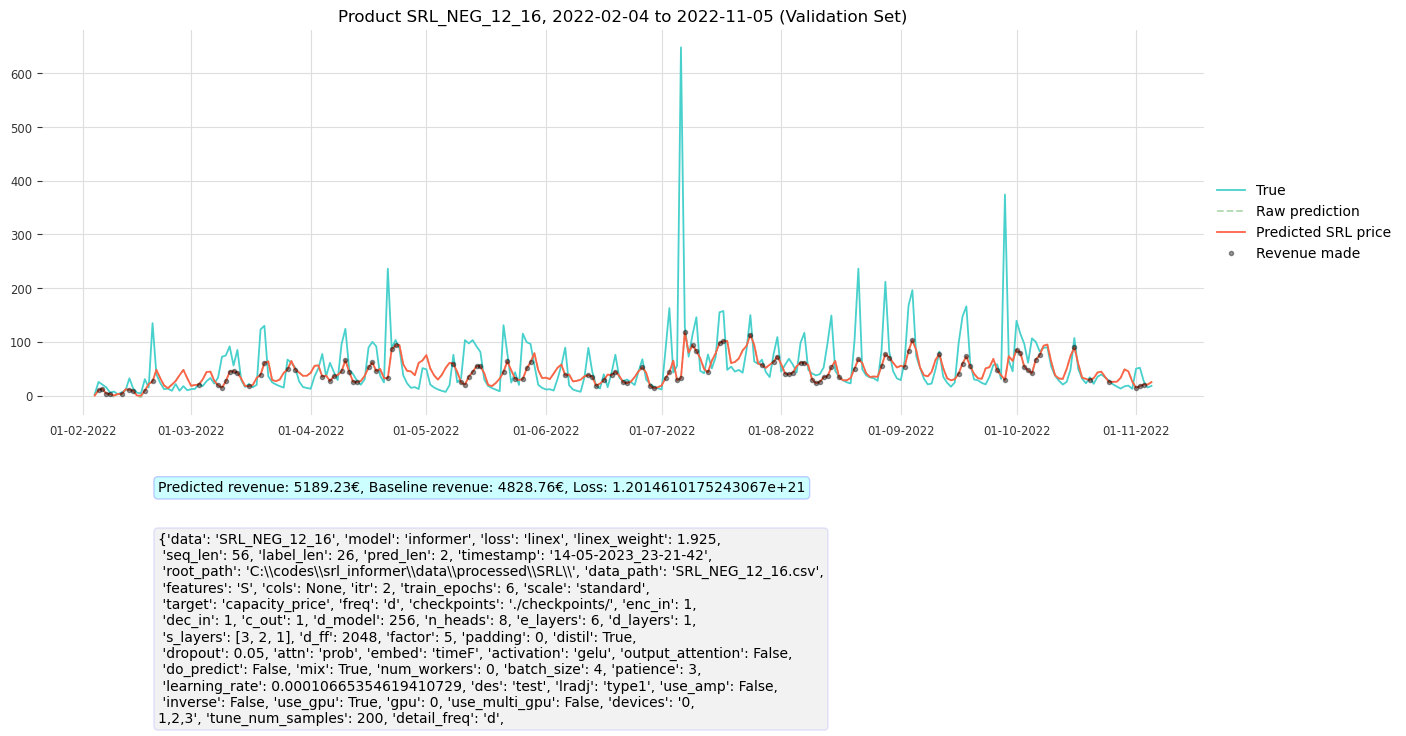 Product SRL_NEG_12_16, 2022-02-04 to 2022-11-05 (Validation Set)
600
500
400
300
200
100
0
01-02-2022 01-03-2022 01-04-2022 01-05-2022 01-06-2022 01-07-2022 01-08-2022 01-09-2022 01-10-2022 01-11-2022
True
Raw prediction
Predicted SRL price
Revenue made
Predicted revenue: 5189.23€, Baseline revenue: 4828.76€, Loss: 1.2014610175243067e+21
{'data': 'SRL_NEG_12_16', 'model': 'informer', 'loss': 'linex', 'linex_weight': 1.925,
'seq_len': 56, 'label_len': 26, 'pred_len': 2, 'timestamp': '14-05-2023_23-21-42',
'root_path': 'C:\\codes\\srl_informer\\data\\processed\\SRL\\', 'data_path': 'SRL_NEG_12_16.csv',
'features': 'S', 'cols': None, 'itr': 2, 'train_epochs': 6, 'scale': 'standard',
'target': 'capacity_price', 'freq': 'd', 'checkpoints': './checkpoints/', 'enc_in': 1,
'dec_in': 1, 'c_out': 1, 'd_model': 256, 'n_heads': 8, 'e_layers': 6, 'd_layers': 1,
's_layers': [3, 2, 1], 'd_ff': 2048, 'factor': 5, 'padding': 0, 'distil': True,
'dropout': 0.05, 'attn': 'prob', 'embed': 'timeF', 'activation': 'gelu', 'output_attention': False,
'do_predict': False, 'mix': True, 'num_workers': 0, 'batch_size': 4, 'patience': 3,
'learning_rate': 0.00010665354619410729, 'des': 'test', 'lradj': 'type1', 'use_amp': False,
'inverse': False, 'use_gpu': True, 'gpu': 0, 'use_multi_gpu': False, 'devices': '0,
1,2,3', 'tune_num_samples': 200, 'detail_freq': 'd',